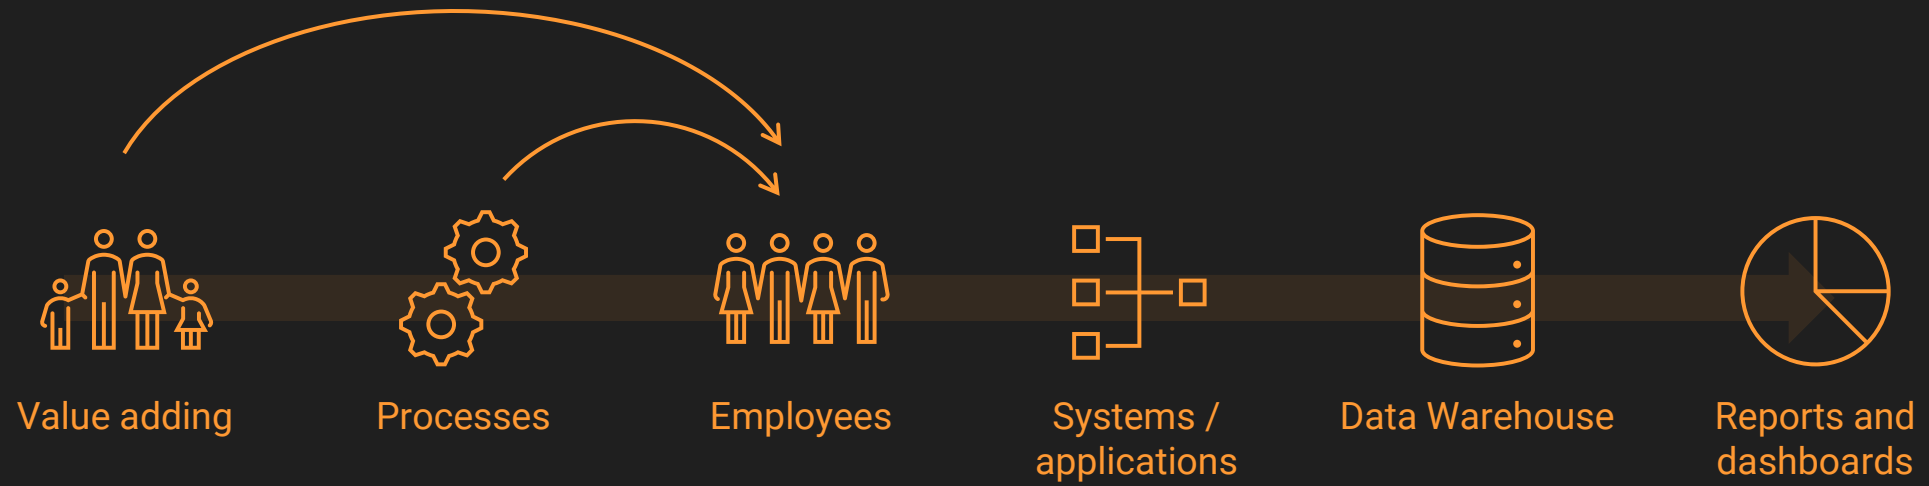 Value adding
Processes
Employees
Systems /
applications
Data Warehouse
Reports and
dashboards